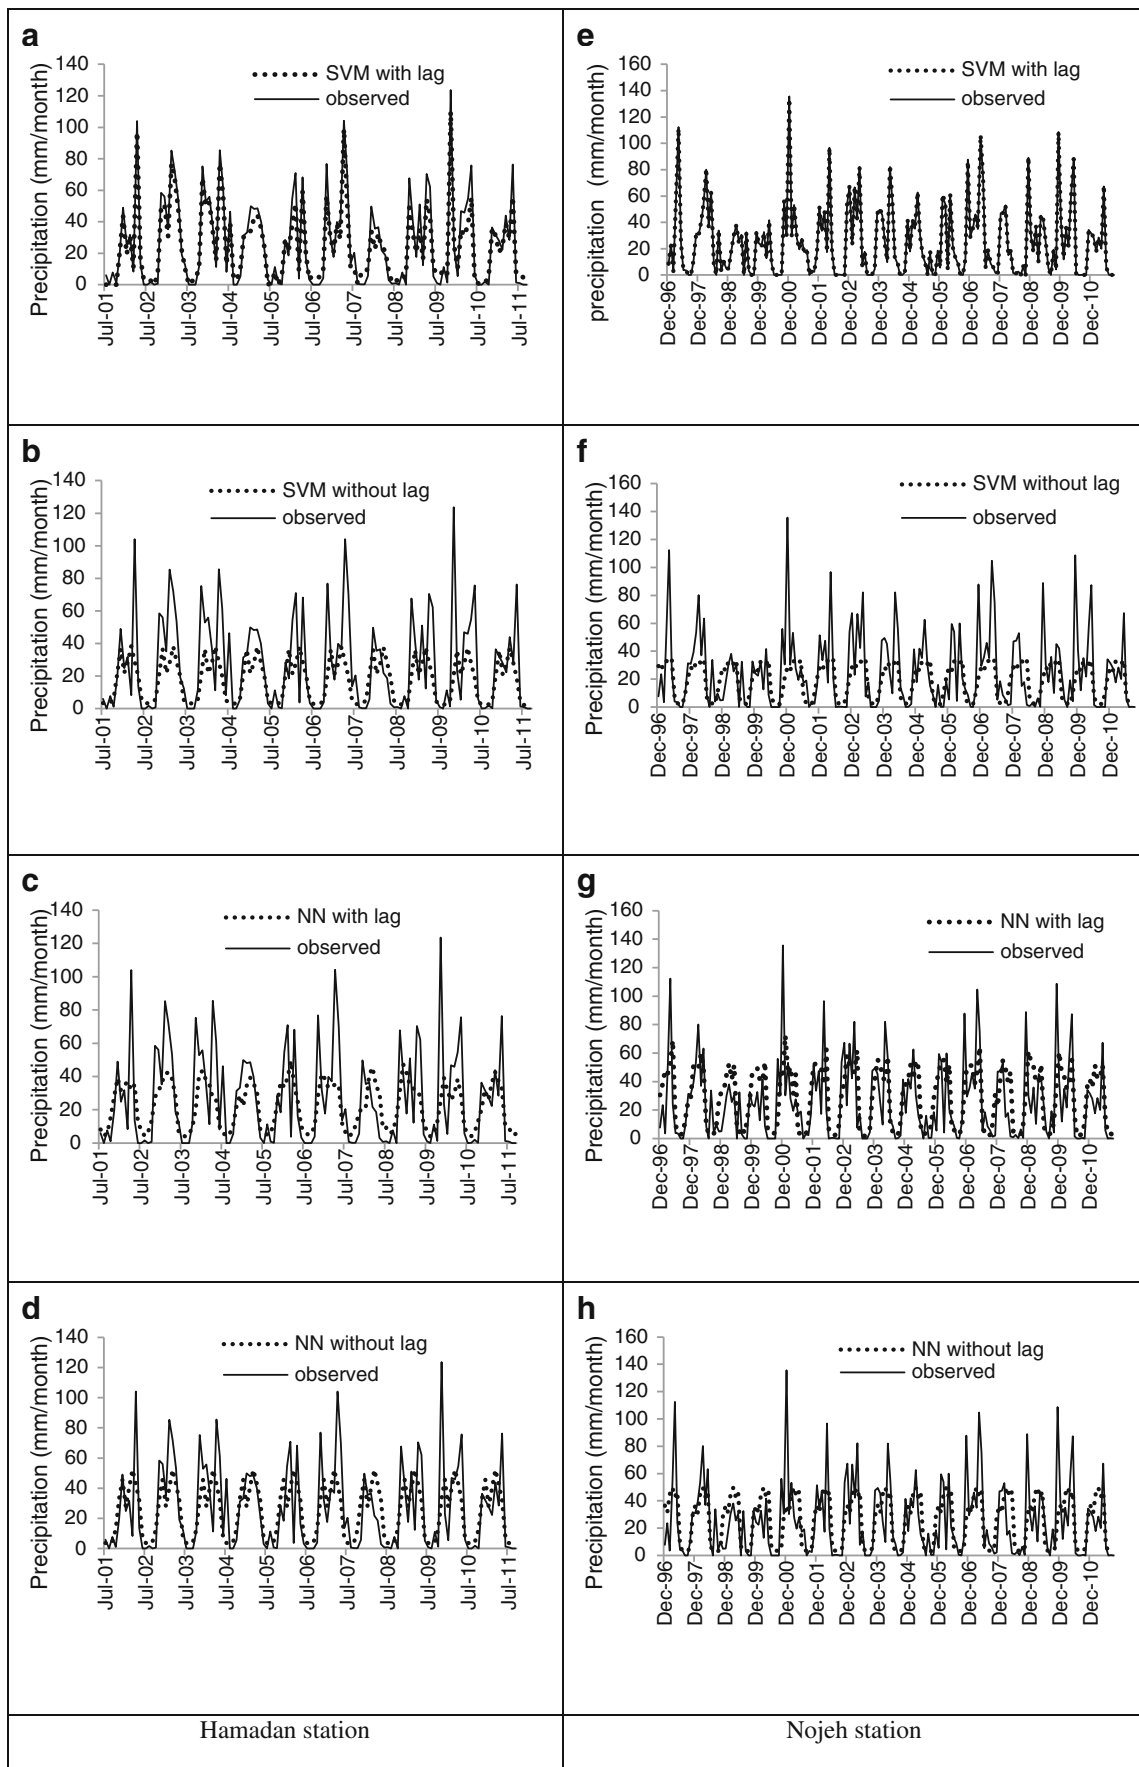 a
140
120
100
80
60
40
20
0
Precipitation (mm/month)
SVM with lag
observed
Jul-01
Jul-02
Jul-03
Jul-04
Jul-05
Jul-06
Jul-07
Jul-08
Jul-09
Jul-10
Jul-11
e
160
140
120
100
80
60
40
20
0
precipitation (mm/month)
SVM with lag
observed
Dec-96
Dec-97
Dec-98
Dec-99
Dec-00
Dec-01
Dec-02
Dec-03
Dec-04
Dec-05
Dec-06
Dec-07
Dec-08
Dec-09
Dec-10
b
140
120
100
80
60
40
20
0
Precipitation (mm/month)
SVM without lag
observed
Jul-01
Jul-02
Jul-03
Jul-04
Jul-05
Jul-06
Jul-07
Jul-08
Jul-09
Jul-10
Jul-11
f
160
140
120
100
80
60
40
20
0
Precipitation (mm/month)
SVM without lag
observed
Dec-96
Dec-97
Dec-98
Dec-99
Dec-00
Dec-01
Dec-02
Dec-03
Dec-04
Dec-05
Dec-06
Dec-07
Dec-08
Dec-09
Dec-10
c
140
120
100
80
60
40
20
0
Precipitation (mm/month)
NN with lag
observed
Jul-01
Jul-02
Jul-03
Jul-04
Jul-05
Jul-06
Jul-07
Jul-08
Jul-09
Jul-10
Jul-11
g
160
140
120
100
80
60
40
20
0
Precipitation (mm/month)
NN with lag
observed
Dec-96
Dec-97
Dec-98
Dec-99
Dec-00
Dec-01
Dec-02
Dec-03
Dec-04
Dec-05
Dec-06
Dec-07
Dec-08
Dec-09
Dec-10
d
140
120
100
80
60
40
20
0
Precipitation (mm/month)
NN without lag
observed
Jul-01
Jul-02
Jul-03
Jul-04
Jul-05
Jul-06
Jul-07
Jul-08
Jul-09
Jul-10
Jul-11
h
160
140
120
100
80
60
40
20
0
Precipitation (mm/month)
NN without lag
observed
Dec-96
Dec-97
Dec-98
Dec-99
Dec-00
Dec-01
Dec-02
Dec-03
Dec-04
Dec-05
Dec-06
Dec-07
Dec-08
Dec-09
Dec-10
Hamadan station
Nojeh station